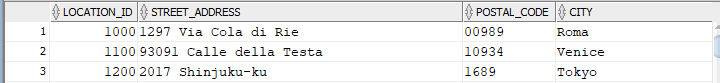 LOCATION_ID STREET_ADDRESS POSTAL_CODE CITY
1 1000 1297 Via Cola di Rie 00989 Roma
2 1100 93091 Calle della Testa 10934 Venice
3 1200 2017 Shinjuku-ku 1689 Tokyo